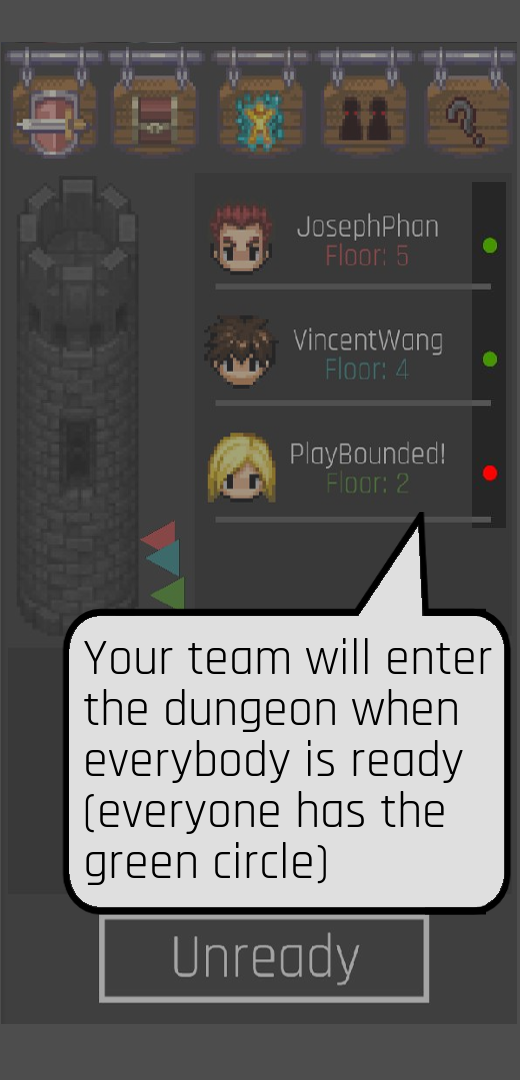 JosephPhan
Floor: 5
VincentWang
Floor: 4
PlayBounded!
Floor: 2
Your team will enter
the dungeon when
everybody is ready
(everyone has the
green circle)
Unready